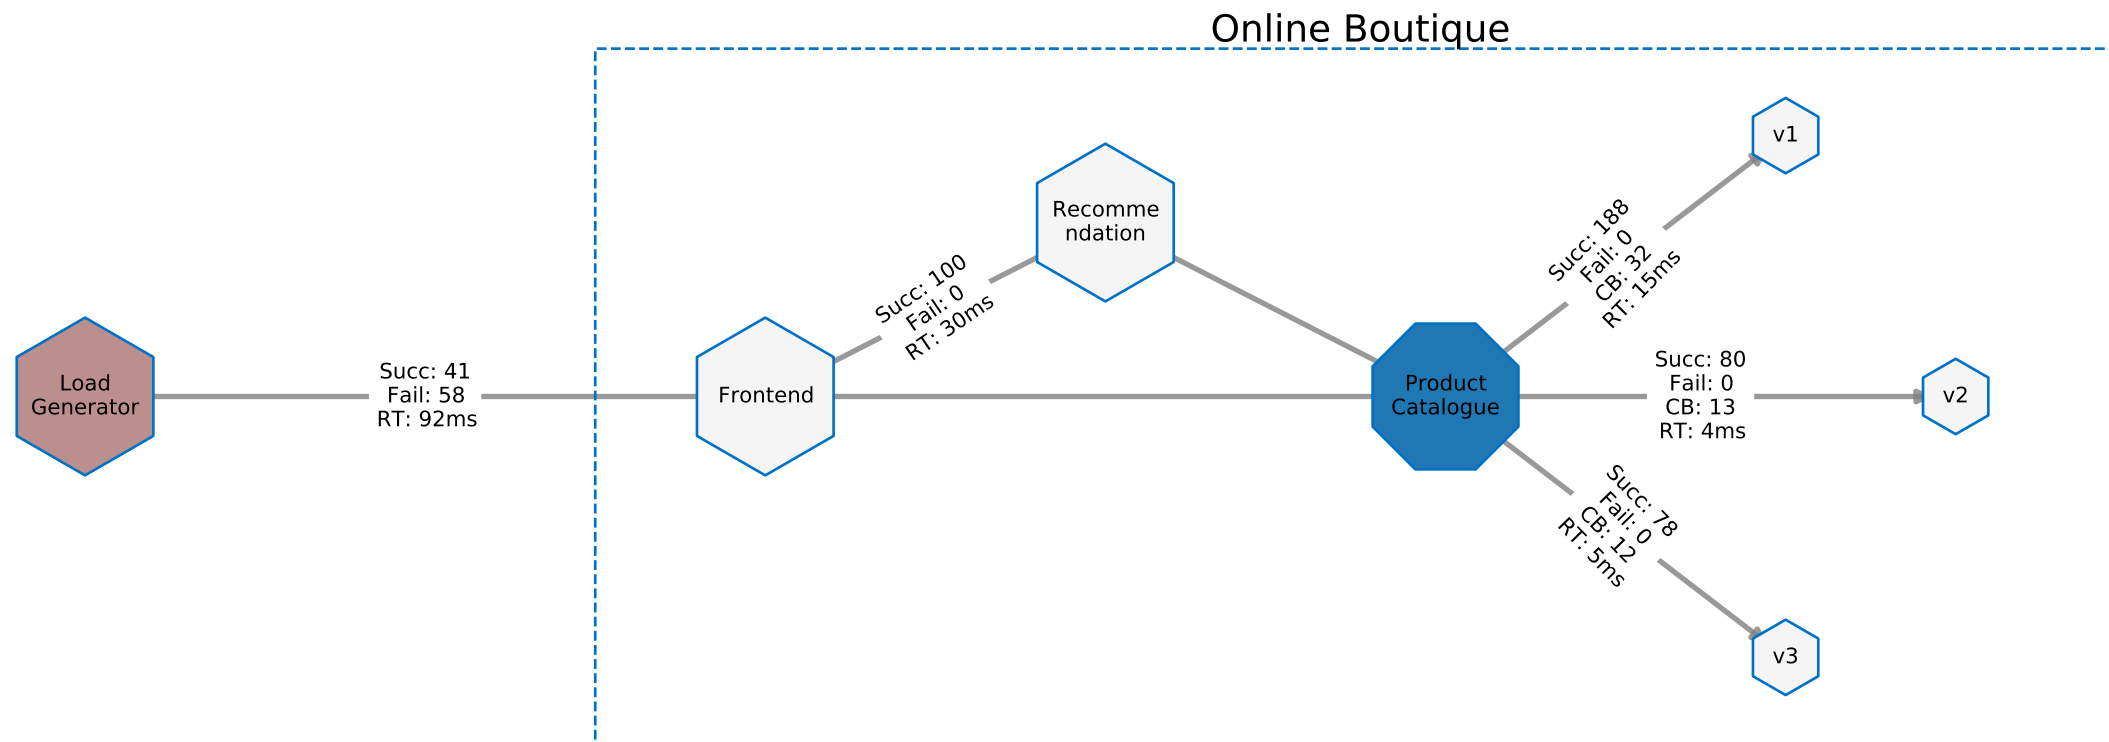 Online Boutique
Load
Generator
Succ: 41
Fail: 58
RT: 92ms
Frontend
Succ: 100
Fail: 0
RT: 30ms
Recomme
ndation
Product
Catalogue
Succ: 188
Fail: 0
CB: 32
RT: 15ms
v1
Succ: 80
Fail: 0
CB: 13
RT: 4ms
v2
Succ: 78
Fail: 0
CB: 12
RT: 5ms
v3